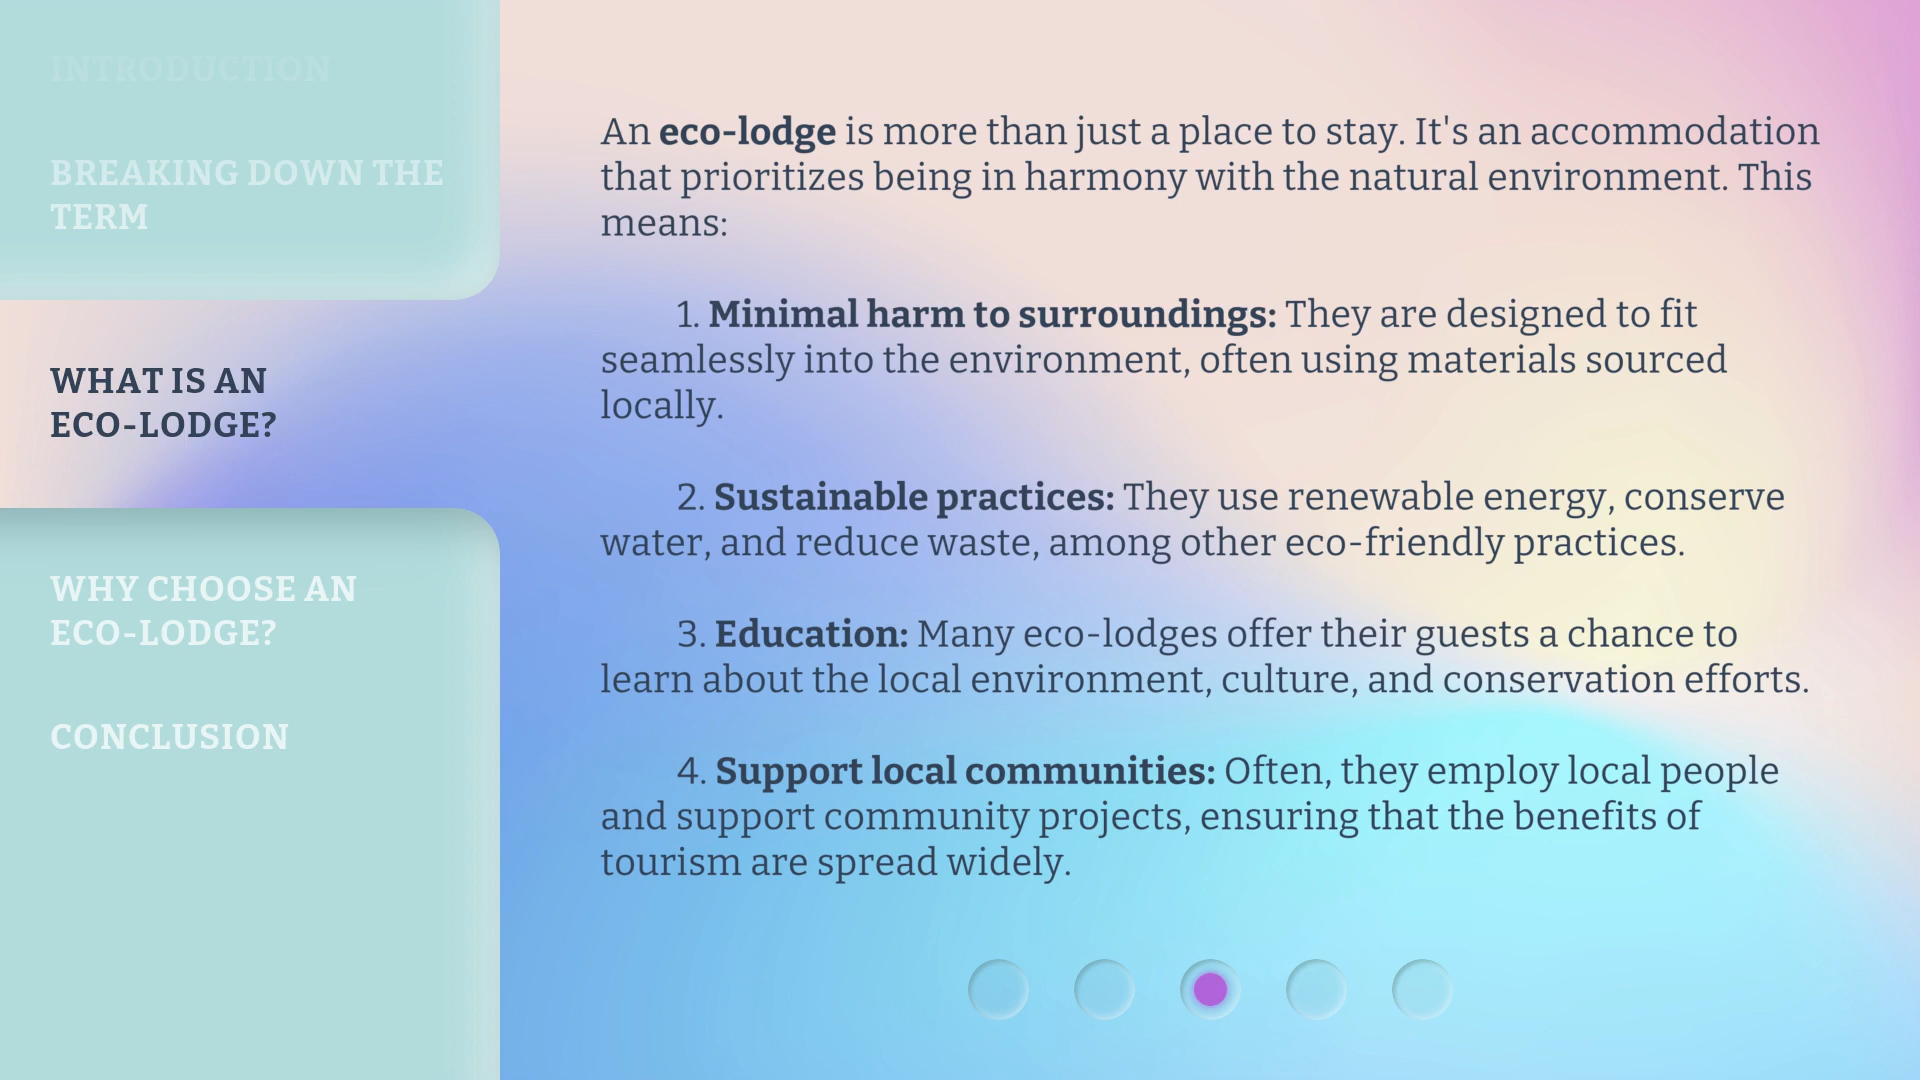 INTRODUCTION
BREAKING DOWN THE
TERM
WHAT IS AN
ECO-LODGE?
WHY CHOOSE AN
ECO-LODGE?
CONCLUSION
An eco-lodge is more than just a place to stay. It's an accommodation
that prioritizes being in harmony with the natural environment. This
means:
1. Minimal harm to surroundings: They are designed to fit
seamlessly into the environment, often using materials sourced
locally.
2. Sustainable practices: They use renewable energy, conserve
water, and reduce waste, among other eco-friendly practices.
3. Education: Many eco-lodges offer their guests a chance to
learn about the local environment, culture, and conservation efforts.
4. Support local communities: Often, they employ local people
and support community projects, ensuring that the benefits of
tourism are spread widely.